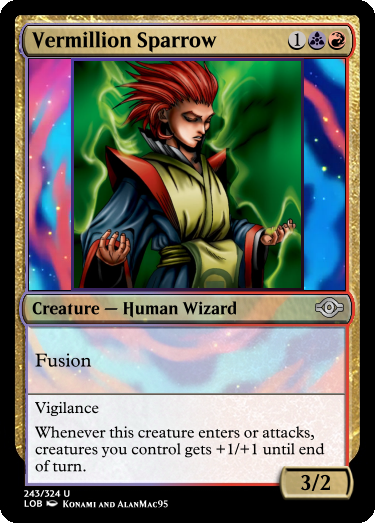 Vermillion Sparrow 1
Creature — Human Wizard
Fusion
Vigilance
Whenever this creature enters or attacks,
creatures you control gets +1/+1 until end
of turn.
3/2
243/324 U
LOB Konami and AlanMac95